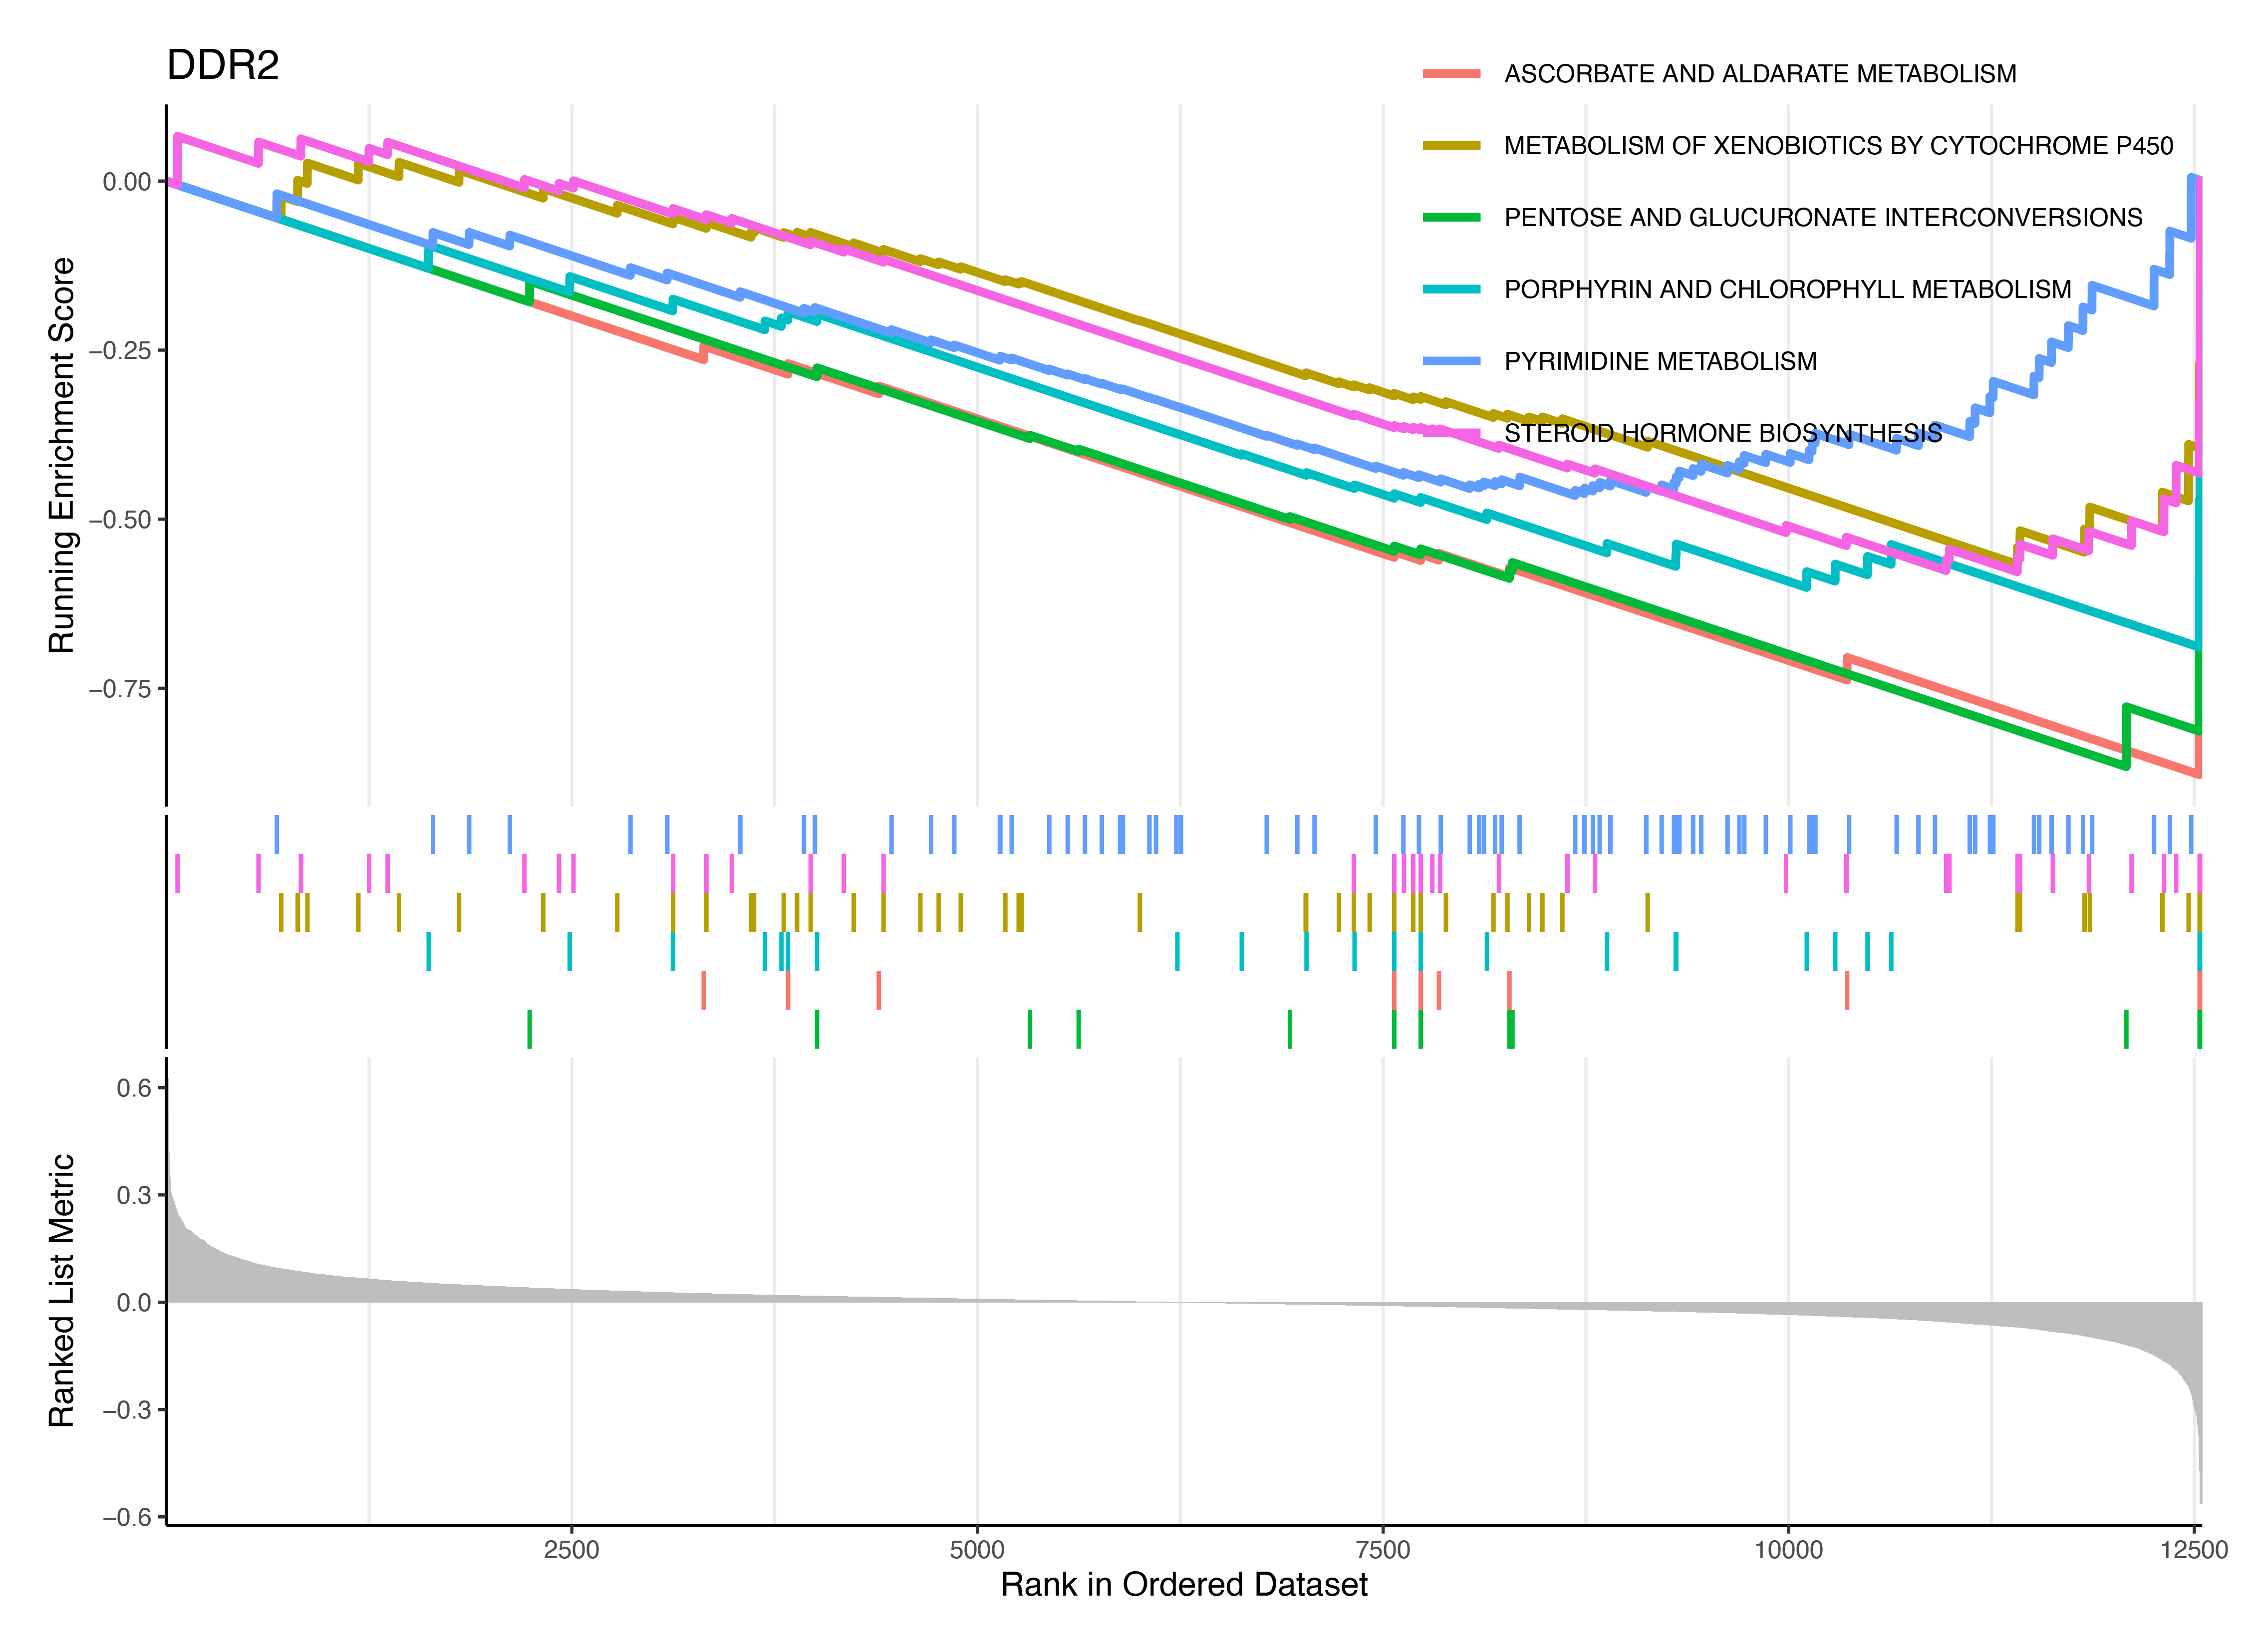 DDR2
ASCORBATE AND ALDARATE METABOLISM
METABOLISM OF XENOBIOTICS BY CYTOCHROME P450
PENTOSE AND GLUCURONATE INTERCONVERSIONS
PORPHYRIN AND CHLOROPHYLL METABOLISM
PYRIMIDINE METABOLISM
STEROID HORMONE BIOSYNTHESIS
Running Enrichment Score
0.00
−0.25
−0.50
−0.75
Ranked List Metric
0.6
0.3
0.0
−0.3
−0.6
2500 5000 7500 10000 12500
Rank in Ordered Dataset